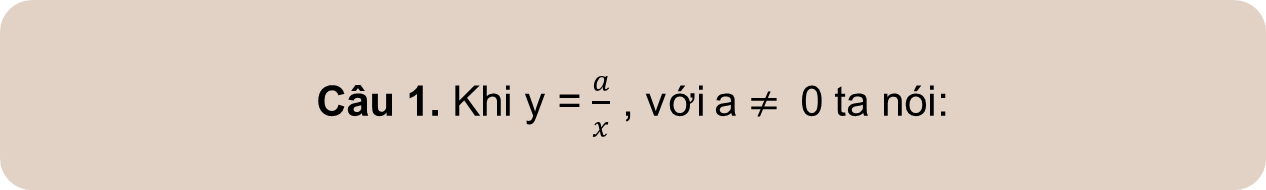 Câu 1. Khi y = a/x , với a ≠ 0 ta nói: